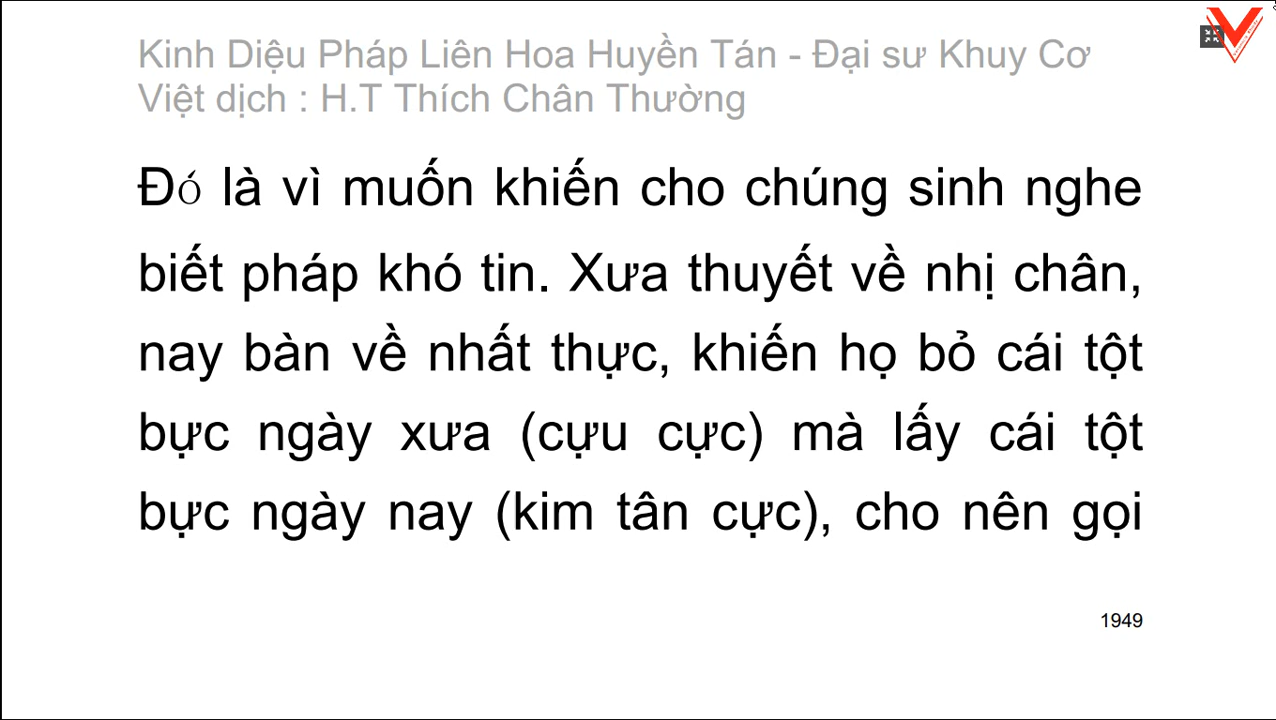 Kinh Diệu Pháp Liên Hoa Huyền Tán - Đại sư Khuy Cơ
Việt dịch : H.T Thích Chân Thường
Đó là vì muốn khiến cho chúng sinh nghe
biết pháp khó tin. Xưa thuyết về nhị chân,
nay bàn về nhất thực, khiến họ bỏ cái tột
bực ngày xưa (cựu cực) mà lấy cái tột
bực ngày nay (kim tân cực), cho nên gọi
1949